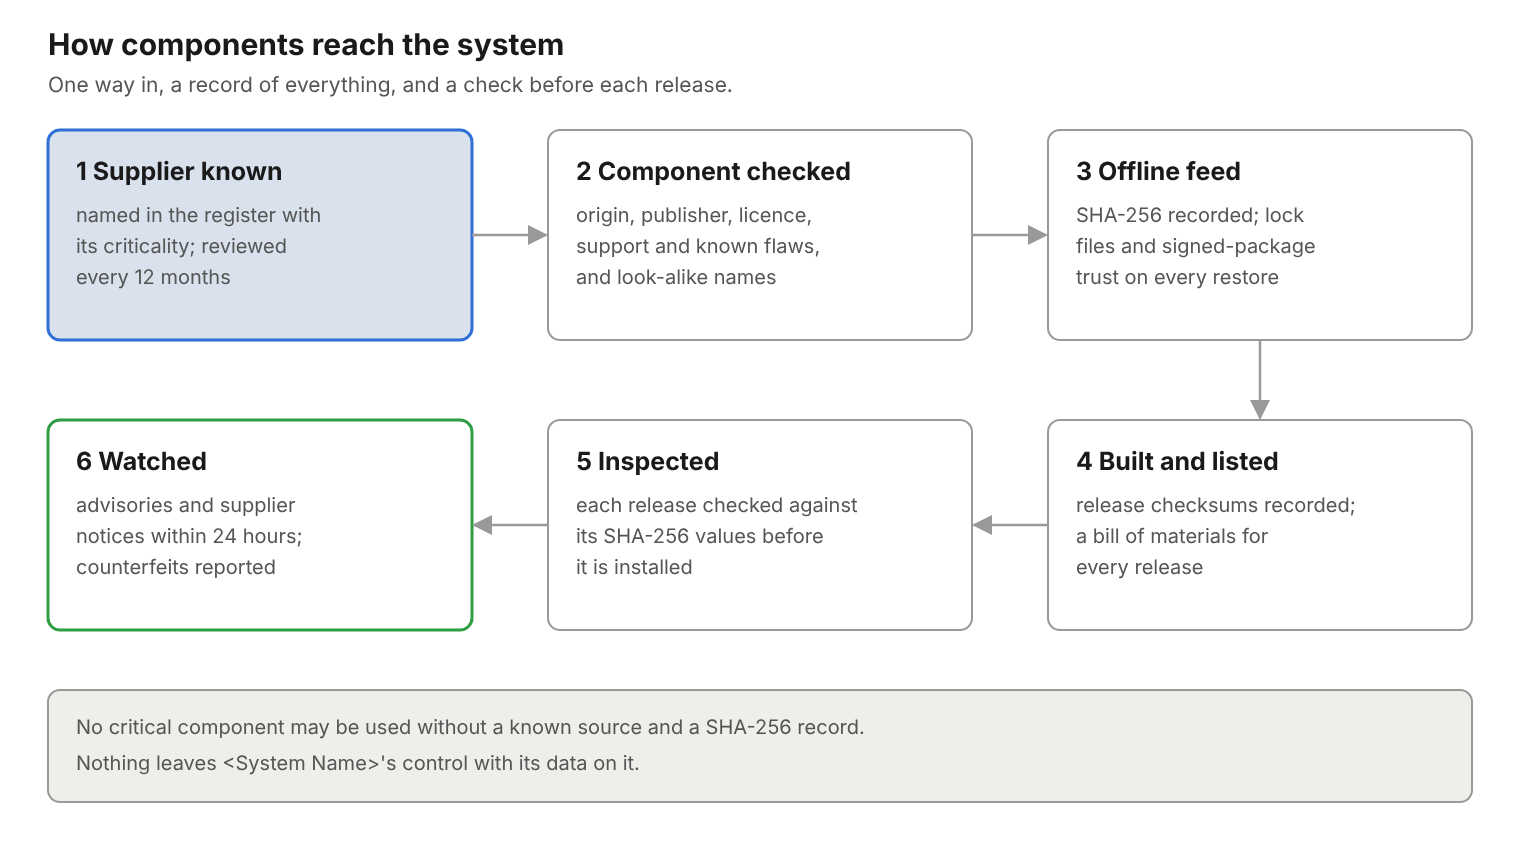 How components reach the system
One way in, a record of everything, and a check before each release.
1 Supplier known
named in the register with
its criticality; reviewed
every 12 months
2 Component checked
origin, publisher, licence,
support and known flaws,
and look-alike names
3 Offline feed
SHA-256 recorded; lock
files and signed-package
trust on every restore
4 Built and listed
release checksums recorded;
a bill of materials for
every release
5 Inspected
each release checked against
its SHA-256 values before
it is installed
6 Watched
advisories and supplier
notices within 24 hours;
counterfeits reported
No critical component may be used without a known source and a SHA-256 record.
Nothing leaves <System Name>'s control with its data on it.